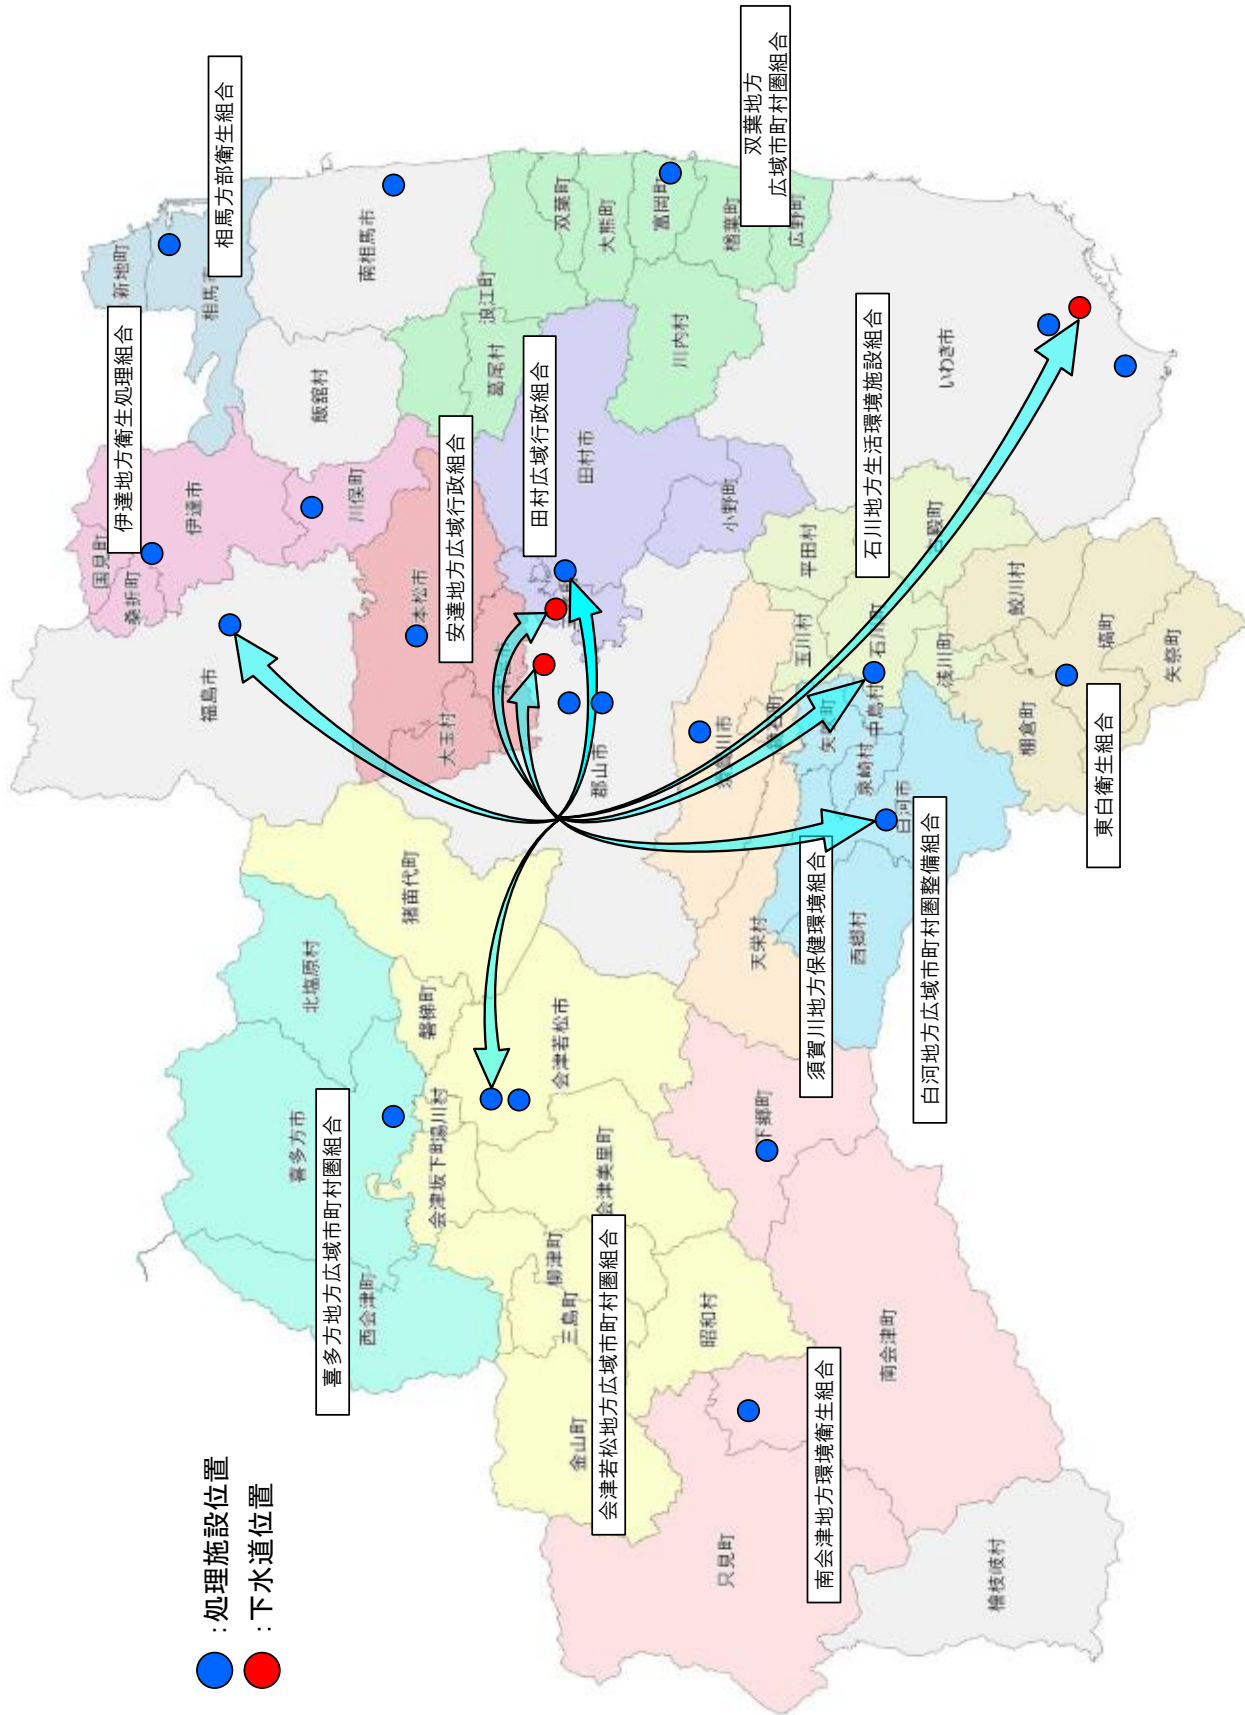 ：処理施設位置
：下水道位置
喜多方地方広域市町村圏組合
会津若松地方広域市町村圏組合
南会津地方環境衛生組合
須賀川地方保健環境組合
白河地方広域市町村圏整備組合
東白衛生組合
石川地方生活環境施設組合
田村広域行政組合
安達地方広域行政組合
伊達地方衛生処理組合
相馬方部衛生組合
双葉地方
広域市町村圏組合
西会津町
喜多方市
北塩原村
猪苗代町
磐梯町
湯川村
会津坂下町
会津若松市
会津美里町
柳津町
三島町
金山町
昭和村
只見町
南会津町
下郷町
檜枝岐村
福島市
国見町
桑折町
伊達市
川俣町
新地町
相馬市
南相馬市
飯舘村
浪江町
葛尾村
双葉町
大熊町
富岡町
楢葉町
広野町
川内村
田村市
小野町
二本松市
大玉村
郡山市
天栄村
西郷村
白河市
泉崎村
中島村
平田村
玉川村
石川町
浅川町
鮫川村
棚倉町
塙町
矢祭町
いわき市